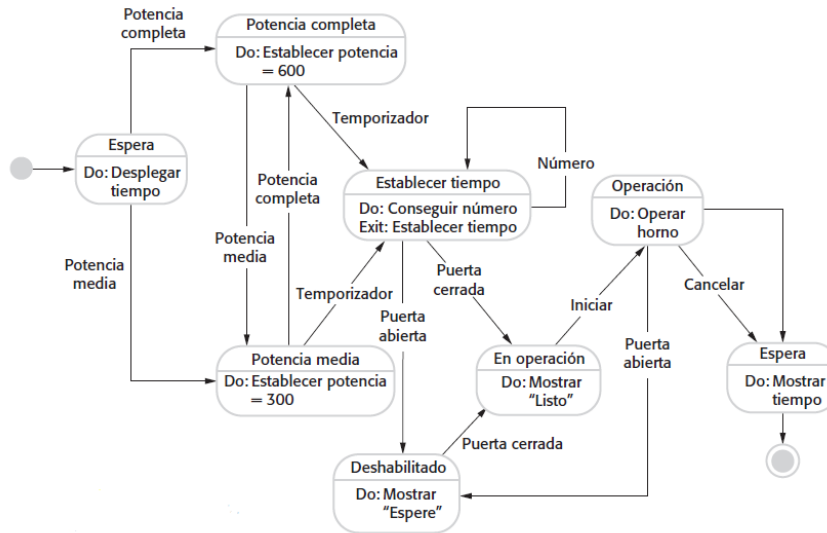 Potencia
completa
Potencia completa
Do: Establecer potencia
= 600
Temporizador
Número
Espera
Do: Desplegar
tiempo
Potencia
completa
Establecer tiempo
Do: Conseguir número
Exit: Establecer tiempo
Operación
Do: Operar
horno
Potencia
media
Potencia
media
Temporizador
Puerta
cerrada
Puerta
abierta
Iniciar
Cancelar
Puerta
abierta
Potencia media
Do: Establecer potencia
= 300
En operación
Do: Mostrar
“Listo”
Espera
Do: Mostrar
tiempo
Puerta cerrada
Deshabilitado
Do: Mostrar
“Espere”